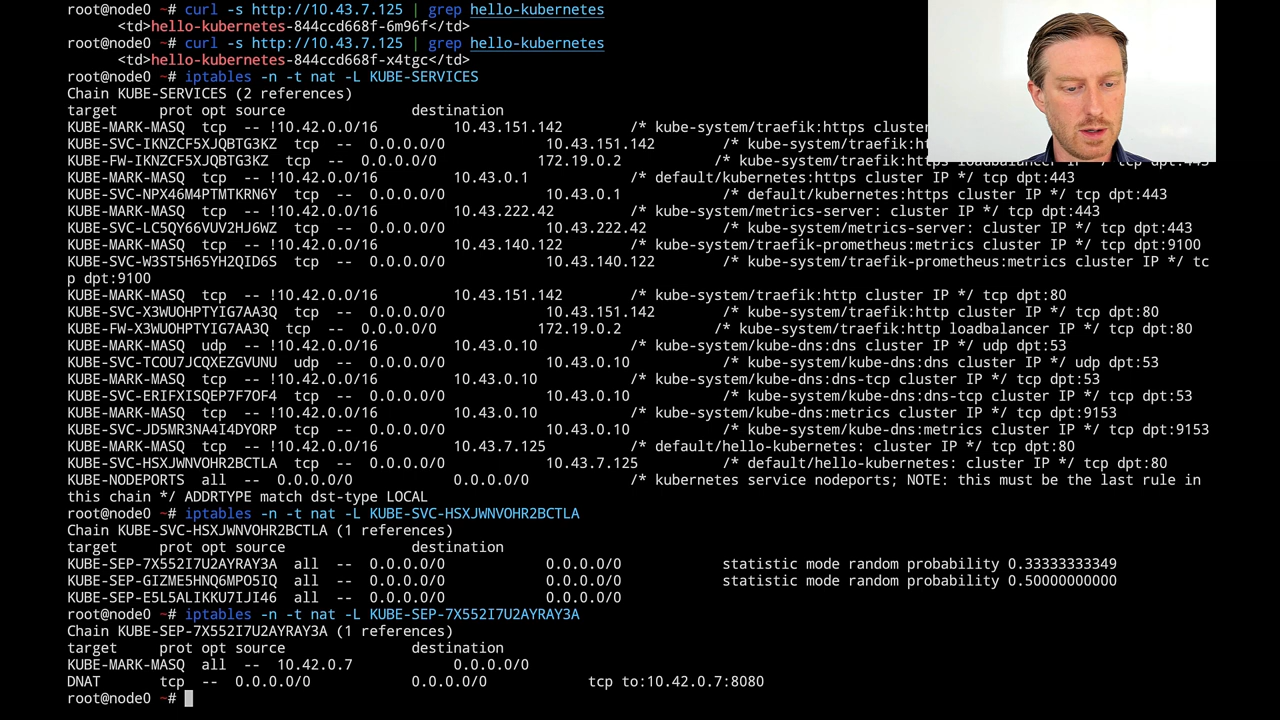 root@node0 ~# curl -s http://10.43.7.125 | grep hello-kubernetes
<td>hello-kubernetes-844ccd668f-6m96f</td>
root@node0 ~# curl -s http://10.43.7.125 | grep hello-kubernetes
<td>hello-kubernetes-844ccd668f-x4tgc</td>
root@node0 ~# iptables -n -t nat -L KUBE-SERVICES
Chain KUBE-SERVICES (2 references)
target prot opt source destination
KUBE-MARK-MASQ tcp -- !10.42.0.0/16 10.43.151.142 /* kube-system/traefik:https cluster
KUBE-SVC-IKNZCF5XJQBTG3KZ tcp -- 0.0.0.0/0 10.43.151.142 /* kube-system/traefik:ht
KUBE-FW-IKNZCF5XJQBTG3KZ tcp -- 0.0.0.0/0 172.19.0.2 /* kube-system/traefik:https loadbalancer IP */ tcp dpt:443
KUBE-MARK-MASQ tcp -- !10.42.0.0/16 10.43.0.1 /* default/kubernetes:https cluster IP */ tcp dpt:443
KUBE-SVC-NPX46M4PTMTKRN6Y tcp -- 0.0.0.0/0 10.43.0.1 /* default/kubernetes:https cluster IP */ tcp dpt:443
KUBE-MARK-MASQ tcp -- !10.42.0.0/16 10.43.222.42 /* kube-system/metrics-server: cluster IP */ tcp dpt:443
KUBE-SVC-LC5QY66VUV2HJ6WZ tcp -- 0.0.0.0/0 10.43.222.42 /* kube-system/metrics-server: cluster IP */ tcp dpt:443
KUBE-MARK-MASQ tcp -- !10.42.0.0/16 10.43.140.122 /* kube-system/traefik-prometheus:metrics cluster IP */ tcp dpt:9100
KUBE-SVC-W3ST5H65YH2QID6S tcp -- 0.0.0.0/0 10.43.140.122 /* kube-system/traefik-prometheus:metrics cluster IP */ tc
p dpt:9100
KUBE-MARK-MASQ tcp -- !10.42.0.0/16 10.43.151.142 /* kube-system/traefik:http cluster IP */ tcp dpt:80
KUBE-SVC-X3WUOHPTYIG7AA3Q tcp -- 0.0.0.0/0 10.43.151.142 /* kube-system/traefik:http cluster IP */ tcp dpt:80
KUBE-FW-X3WUOHPTYIG7AA3Q tcp -- 0.0.0.0/0 172.19.0.2 /* kube-system/traefik:http loadbalancer IP */ tcp dpt:80
KUBE-MARK-MASQ udp -- !10.42.0.0/16 10.43.0.10 /* kube-system/kube-dns:dns cluster IP */ udp dpt:53
KUBE-SVC-TCOU7JCQXEZGVUNU udp -- 0.0.0.0/0 10.43.0.10 /* kube-system/kube-dns:dns cluster IP */ udp dpt:53
KUBE-MARK-MASQ tcp -- !10.42.0.0/16 10.43.0.10 /* kube-system/kube-dns:dns-tcp cluster IP */ tcp dpt:53
KUBE-SVC-ERIFXISQEP7F7OF4 tcp -- 0.0.0.0/0 10.43.0.10 /* kube-system/kube-dns:dns-tcp cluster IP */ tcp dpt:53
KUBE-MARK-MASQ tcp -- !10.42.0.0/16 10.43.0.10 /* kube-system/kube-dns:metrics cluster IP */ tcp dpt:9153
KUBE-SVC-JD5MR3NA4I4DYORP tcp -- 0.0.0.0/0 10.43.0.10 /* kube-system/kube-dns:metrics cluster IP */ tcp dpt:9153
KUBE-MARK-MASQ tcp -- !10.42.0.0/16 10.43.7.125 /* default/hello-kubernetes: cluster IP */ tcp dpt:80
KUBE-SVC-HSXJWNVOHR2BCTLA tcp -- 0.0.0.0/0 10.43.7.125 /* default/hello-kubernetes: cluster IP */ tcp dpt:80
KUBE-NODEPORTS all -- 0.0.0.0/0 0.0.0.0/0 /* kubernetes service nodeports; NOTE: this must be the last rule in
this chain */ ADDRTYPE match dst-type LOCAL
root@node0 ~# iptables -n -t nat -L KUBE-SVC-HSXJWNVOHR2BCTLA
Chain KUBE-SVC-HSXJWNVOHR2BCTLA (1 references)
target prot opt source destination
KUBE-SEP-7X552I7U2AYRAY3A all -- 0.0.0.0/0 0.0.0.0/0 statistic mode random probability 0.33333333349
KUBE-SEP-GIZME5HNQ6MPO5IQ all -- 0.0.0.0/0 0.0.0.0/0 statistic mode random probability 0.50000000000
KUBE-SEP-E5L5ALIKKU7IJI46 all -- 0.0.0.0/0 0.0.0.0/0
root@node0 ~# iptables -n -t nat -L KUBE-SEP-7X552I7U2AYRAY3A
Chain KUBE-SEP-7X552I7U2AYRAY3A (1 references)
target prot opt source destination
KUBE-MARK-MASQ all -- 10.42.0.7 0.0.0.0/0
DNAT tcp -- 0.0.0.0/0 0.0.0.0/0 tcp to:10.42.0.7:8080
root@node0 ~#